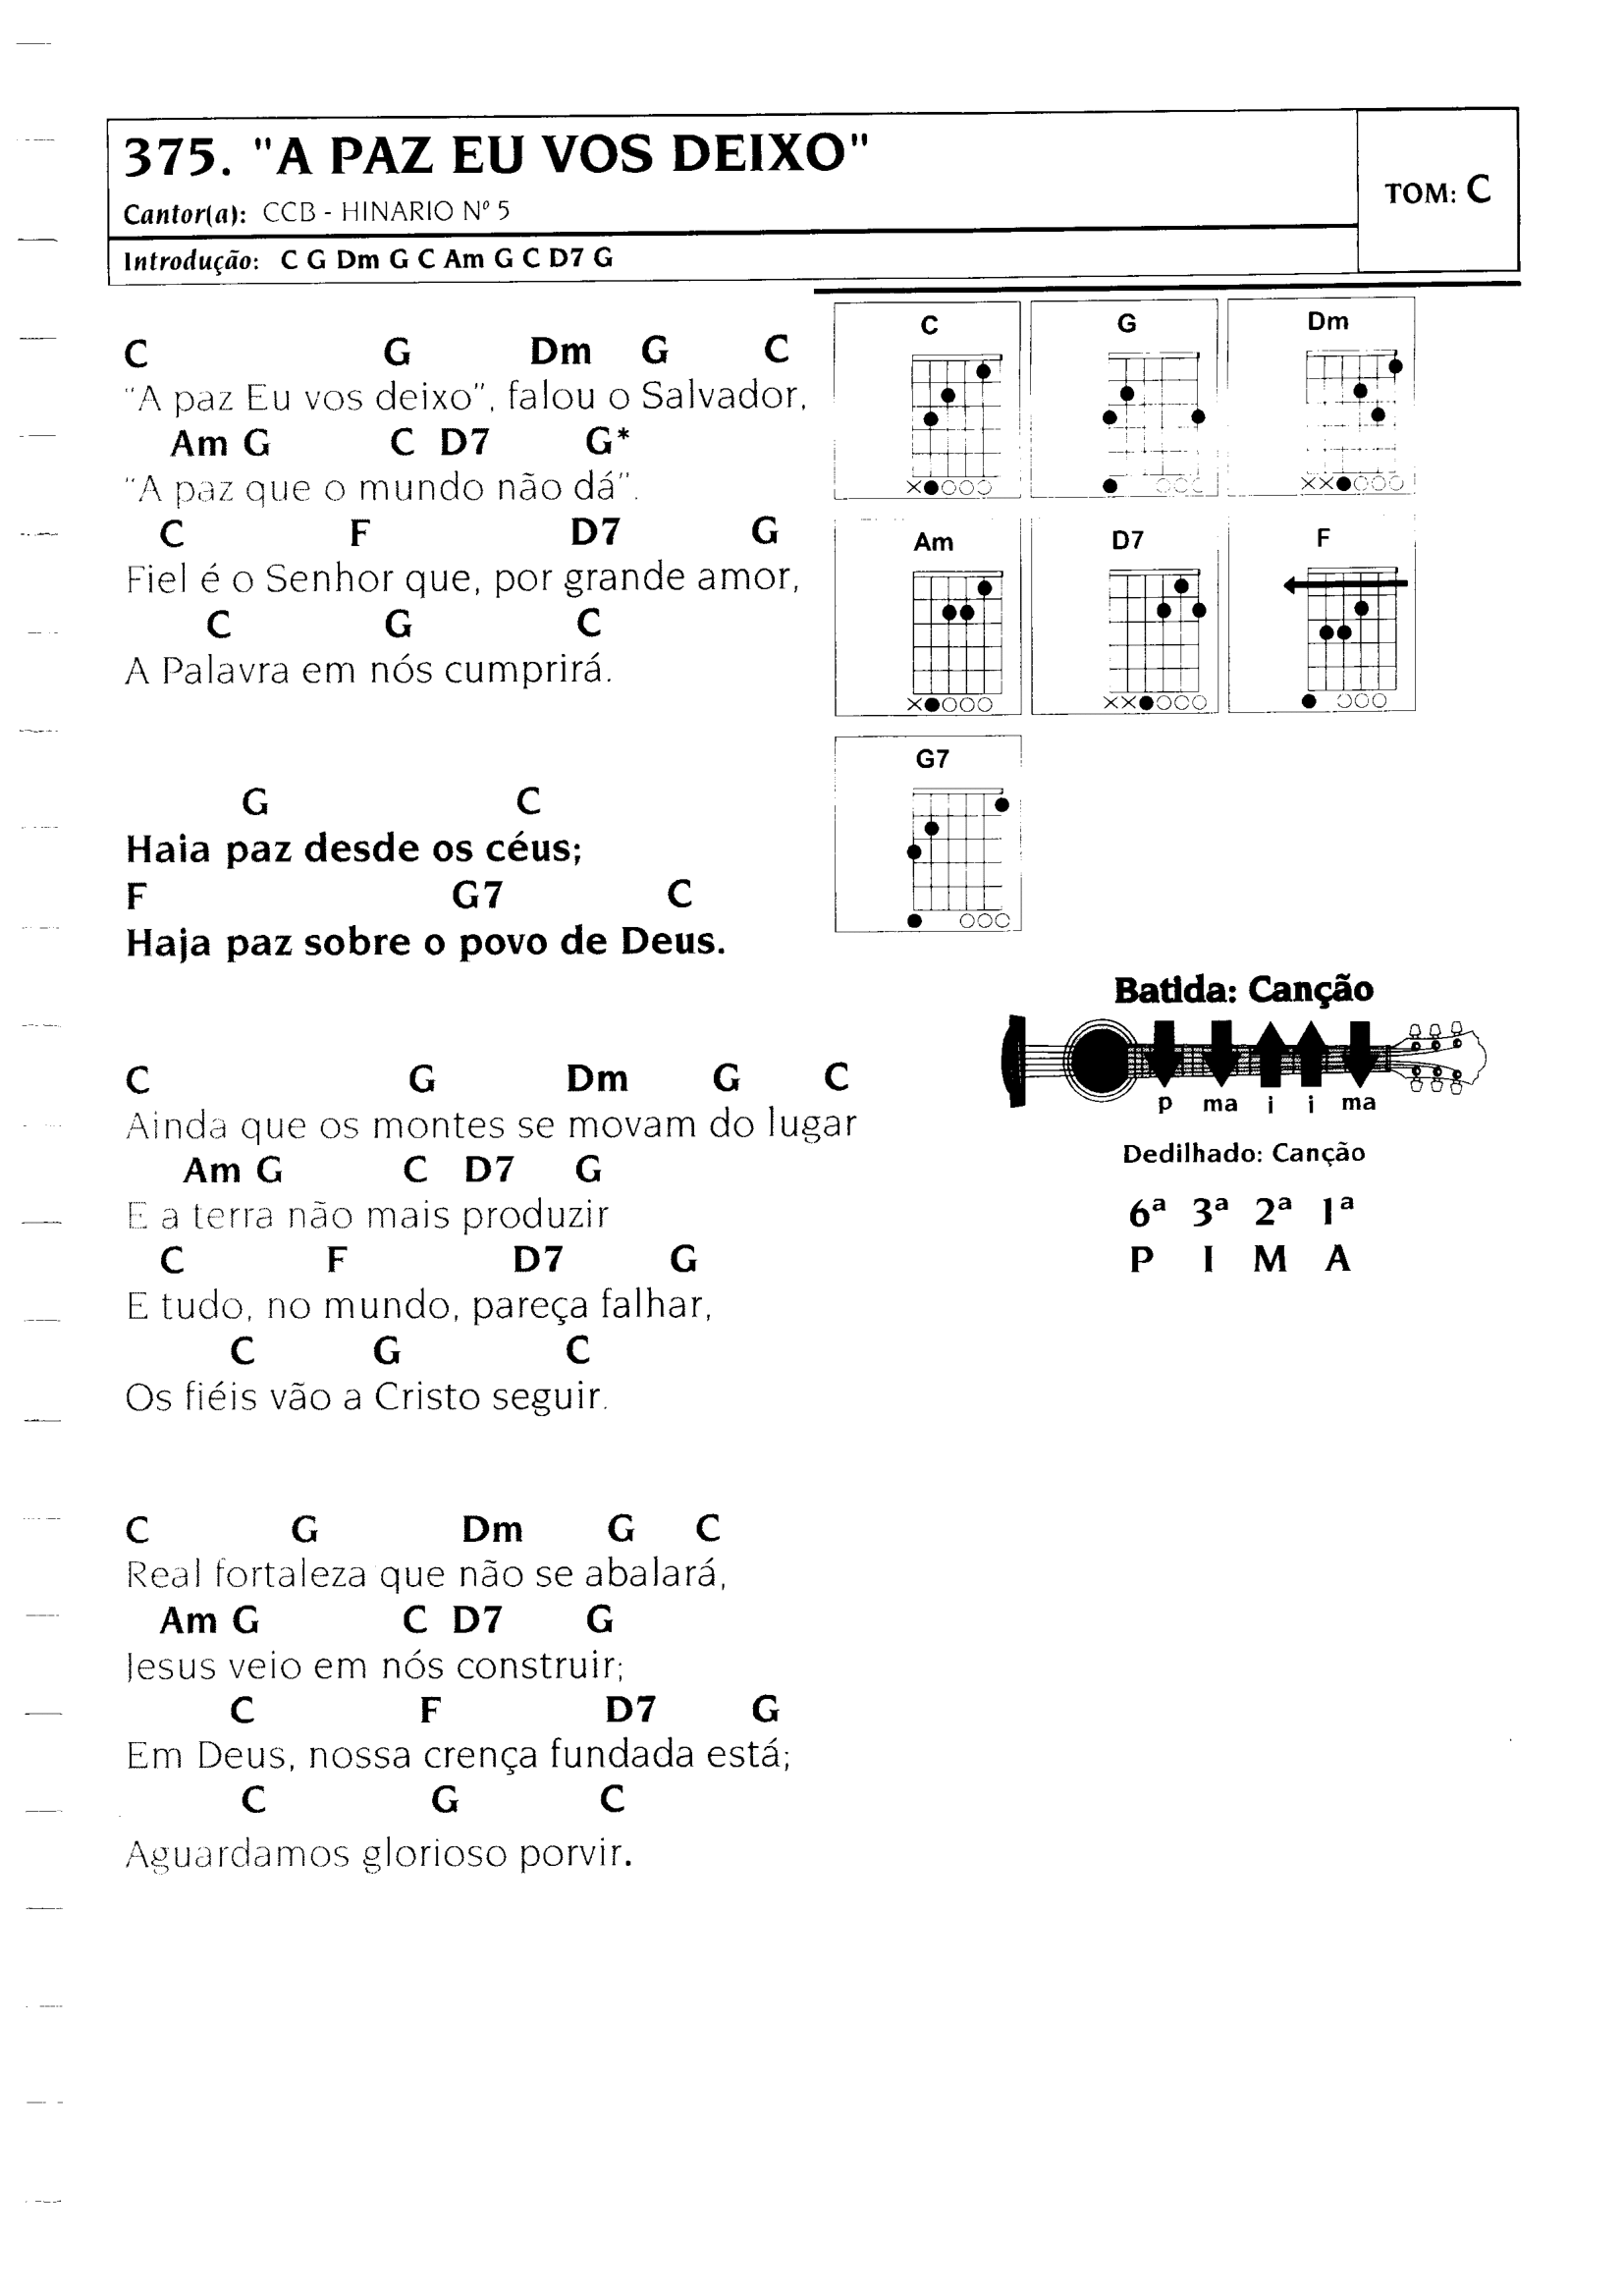 375. "A PAZ EU VOS DEIXO"
Cantor(a): CCB - HINARIO Nº 5
TOM: C
Introdução: C G Dm G C Am G C D7 G
C G Dm G C
"A paz Eu vos deixo", falou o Salvador,
Am G C D7 G*
"A paz que o mundo não dá".
C F D7 G
Fiel é o Senhor que, por grande amor,
C G C
A Palavra em nós cumprirá.
G C
Haia paz desde os céus;
F G7 C
Haja paz sobre o povo de Deus.
C G Dm G C
Ainda que os montes se movam do lugar
Am G C D7 G
E a terra não mais produzir
C F D7 G
E tudo, no mundo, pareça falhar,
C G C
Os fiéis vão a Cristo seguir.
C G Dm G C
Real fortaleza que não se abalará,
Am G C D7 G
Jesus veio em nós construir;
C F D7 G
Em Deus, nossa crença fundada está;
C G C
Aguardamos glorioso porvir.
C G Dm
Am D7 F
G7
Batida: Canção
p ma i i ma
Dedilhado: Canção
6ª 3ª 2ª 1ª
P I M A